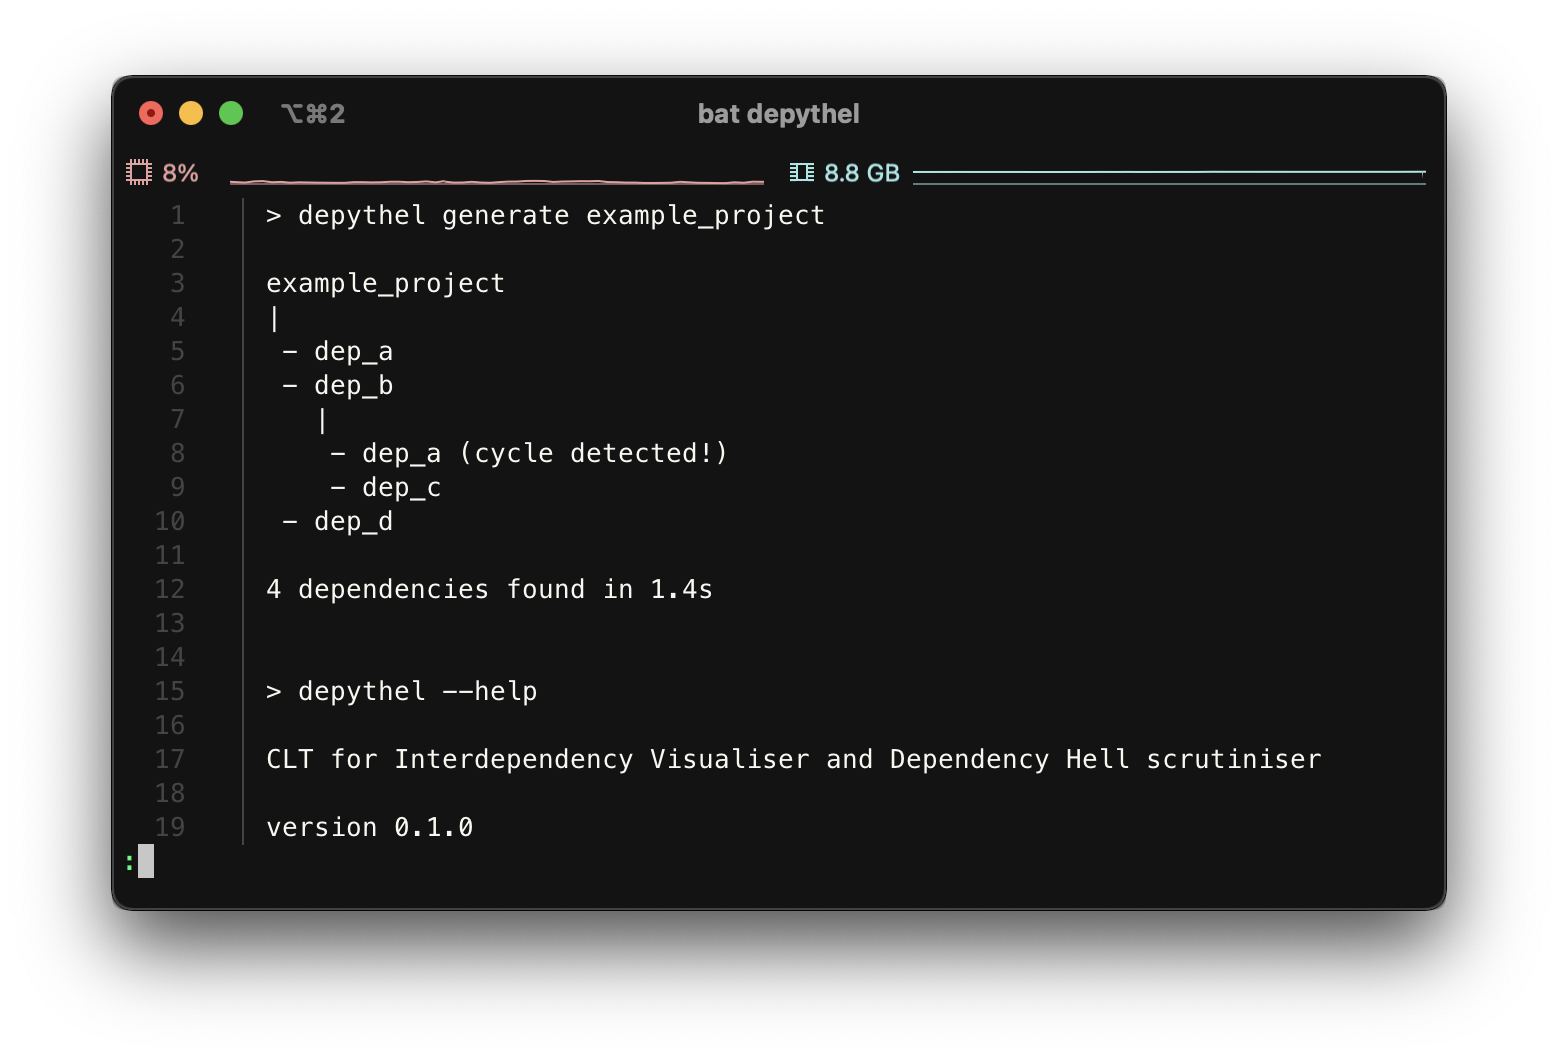 ⌥⌘2 bat depythel
8% 8.8 GB
1 > depythel generate example_project
2
3 example_project
4 |
5  - dep_a
6  - dep_b
7    |
8     - dep_a (cycle detected!)
9     - dep_c
10  - dep_d
11
12 4 dependencies found in 1.4s
13
14
15 > depythel --help
16
17 CLT for Interdependency Visualiser and Dependency Hell scrutiniser
18
19 version 0.1.0
: